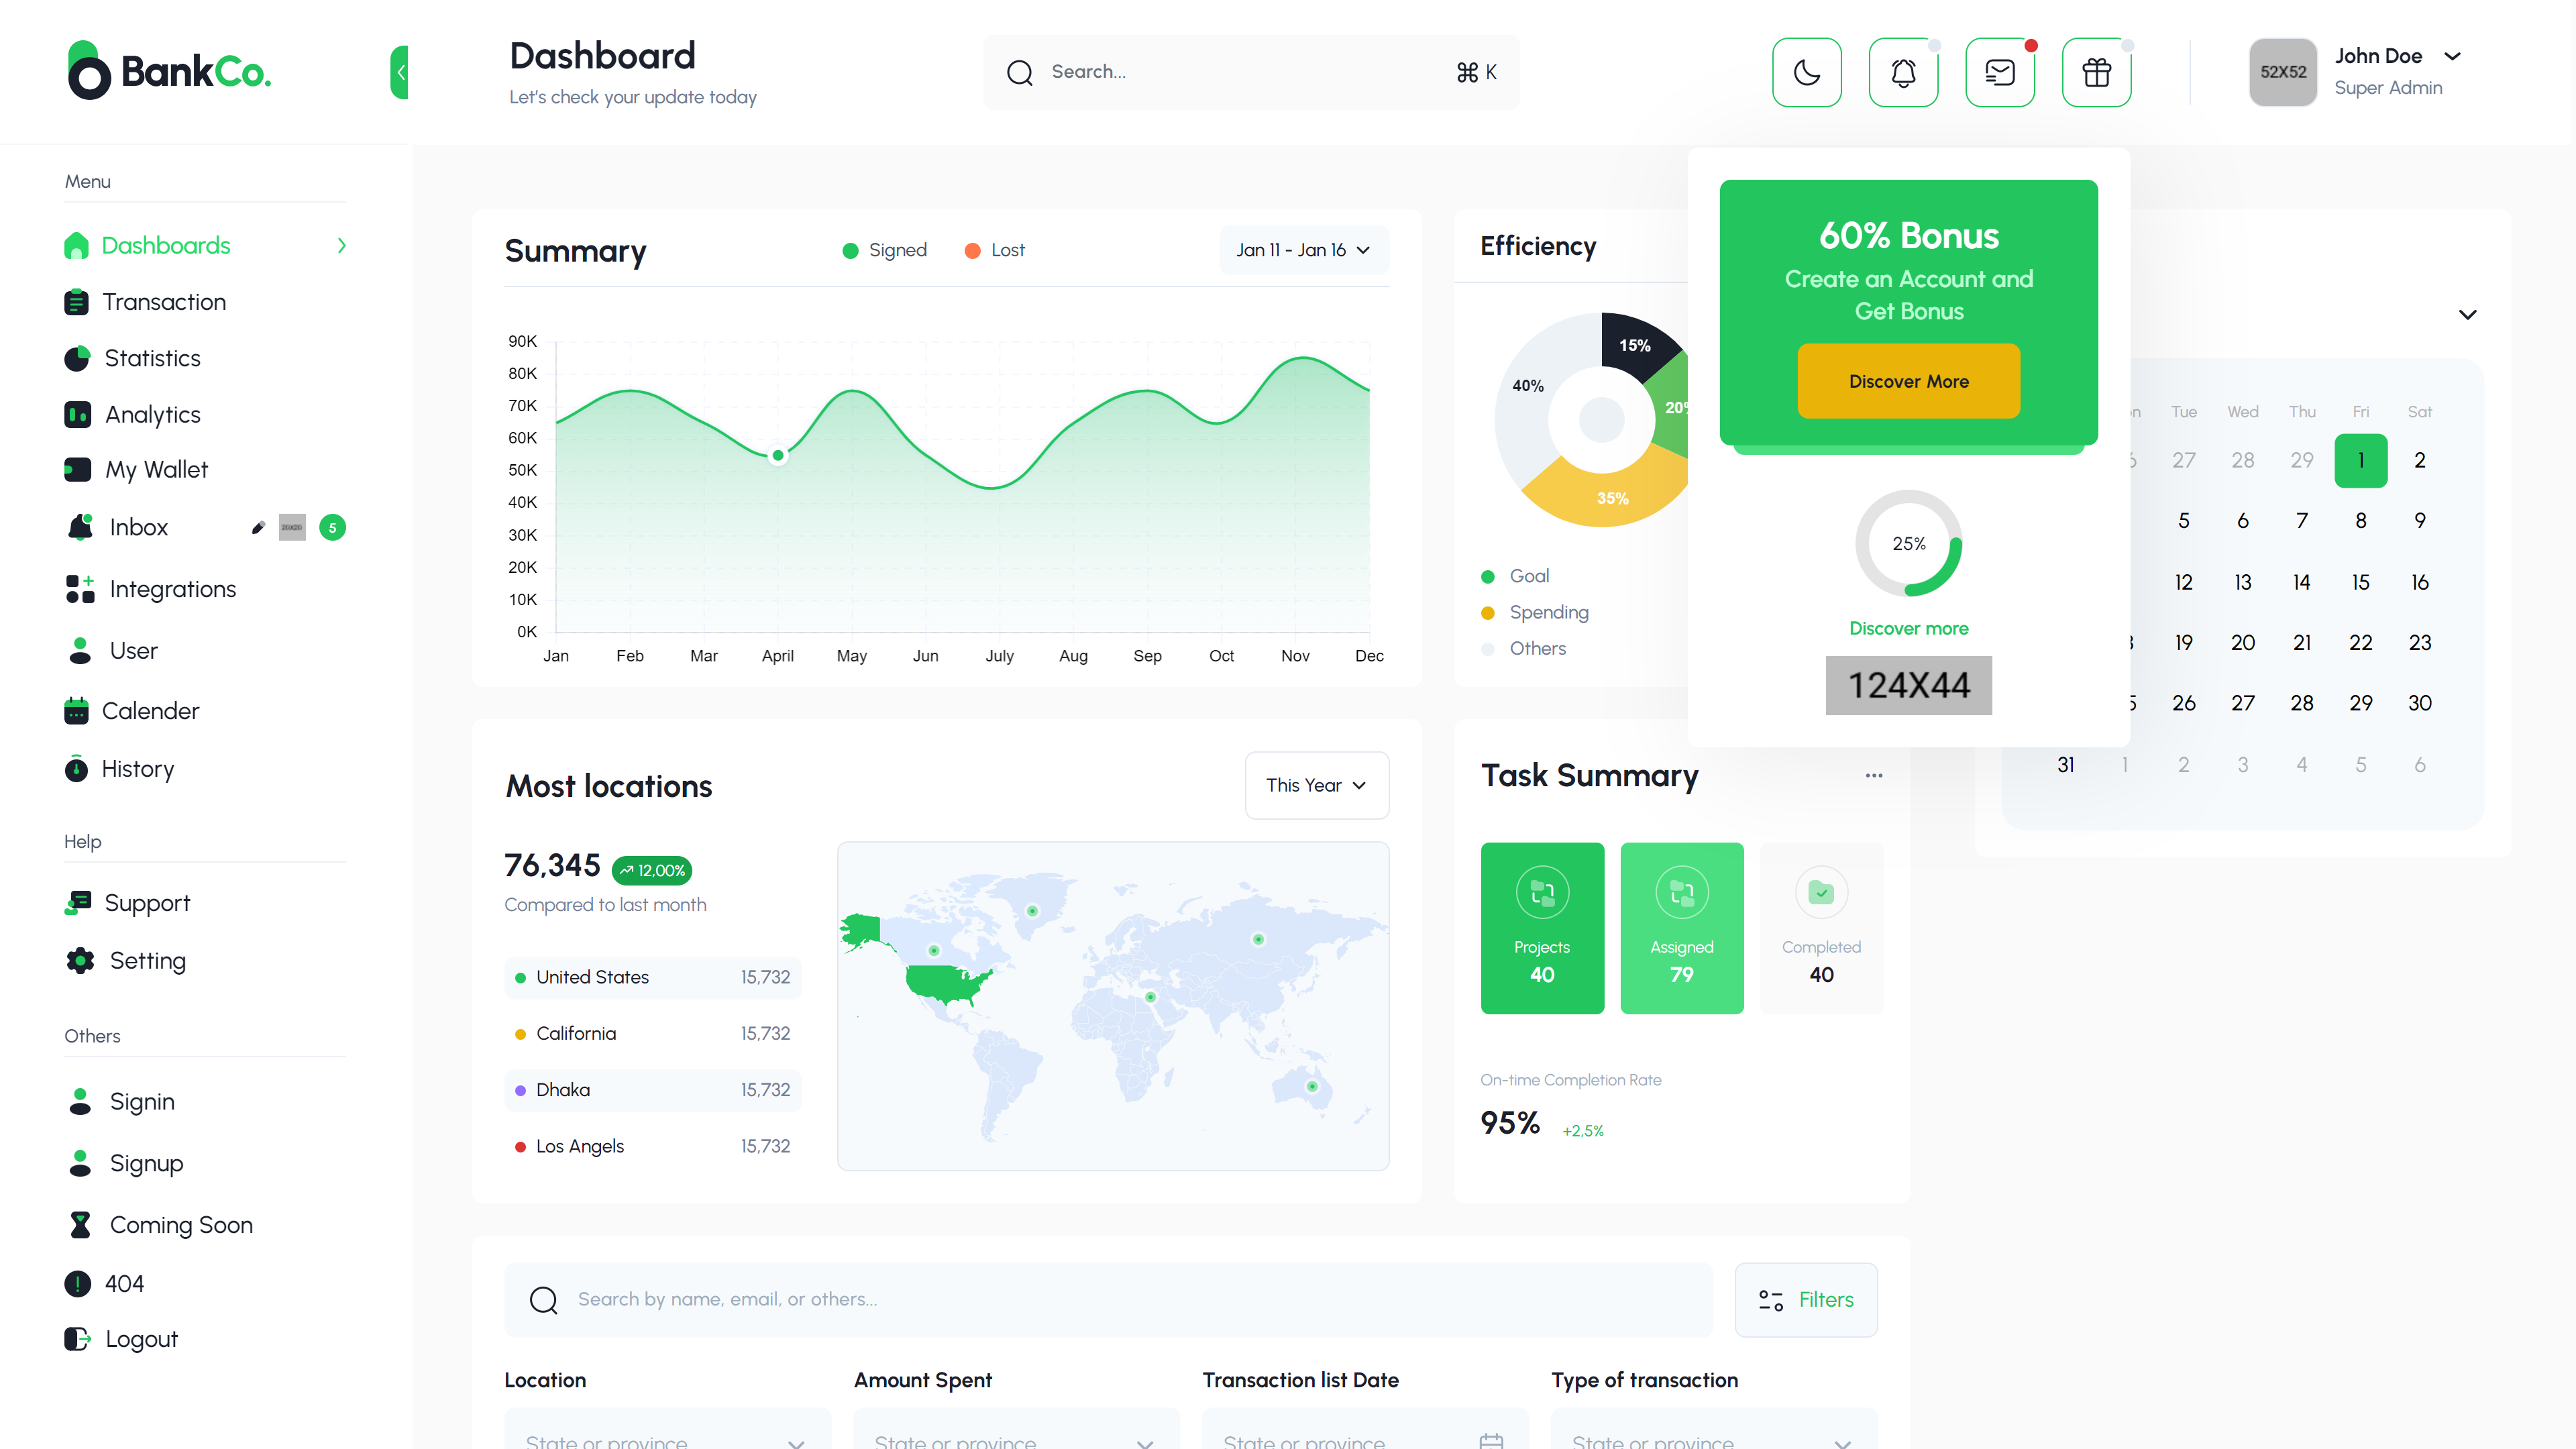 BankCo.
Dashboard
Let's check your update today
Search...
⌘ K
52X52
John Doe
Super Admin
Menu
Dashboards
Transaction
Statistics
Analytics
My Wallet
Inbox
20X20
5
Integrations
User
Calender
History
Help
Support
Setting
Others
Signin
Signup
Coming Soon
404
Logout
Summary
Signed
Lost
Jan 11 - Jan 16
90K
80K
70K
60K
50K
40K
30K
20K
10K
0K
Jan Feb Mar April May Jun July Aug Sep Oct Nov Dec
Efficiency
15%
40%
20%
35%
Goal
Spending
Others
60% Bonus
Create an Account and
Get Bonus
Discover More
25%
Discover more
124X44
Tue Wed Thu Fri Sat
27 28 29 1 2
5 6 7 8 9
12 13 14 15 16
19 20 21 22 23
26 27 28 29 30
31 1 2 3 4 5 6
Most locations
This Year
76,345
12,00%
Compared to last month
United States 15,732
California 15,732
Dhaka 15,732
Los Angels 15,732
Task Summary
...
Projects
40
Assigned
79
Completed
40
On-time Completion Rate
95%
+2,5%
Search by name, email, or others...
Filters
Location
Amount Spent
Transaction list Date
Type of transaction
State or province
State or province
State or province
State or province